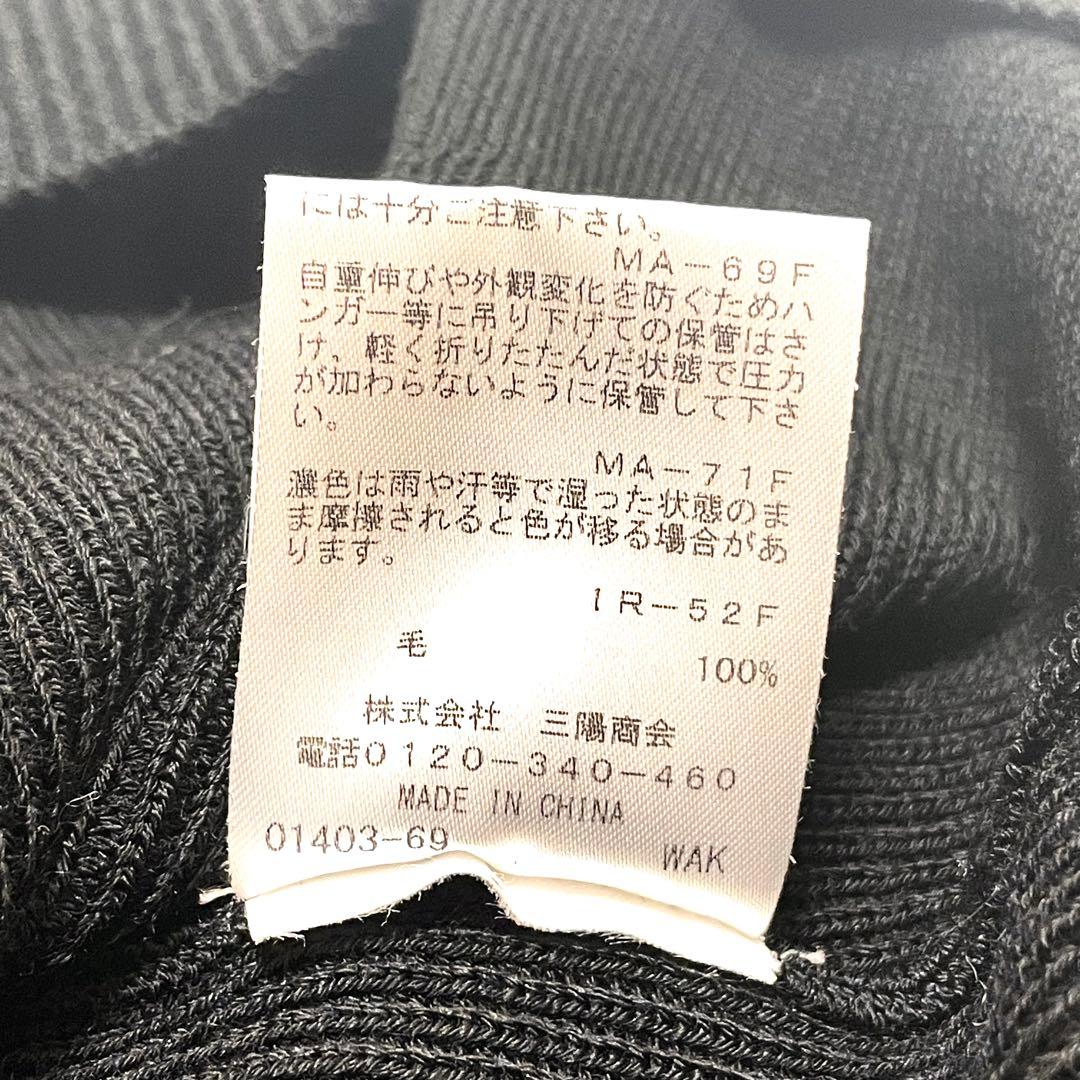 には十分ご注意下さい。
MA-69F
自重伸びや外観変化を防ぐためハ
ンガー等に吊り下げての保管はさ
け、軽く折りたたんだ状態で圧力
が加わらないように保管して下さ
い。
MA-71F
濃色は雨や汗等で湿った状態のま
ま摩擦されると色が移る場合があ
ります。
IR-52F
毛 100%
株式会社 三陽商会
電話0120-340-460
MADE IN CHINA
01403-69 WAK